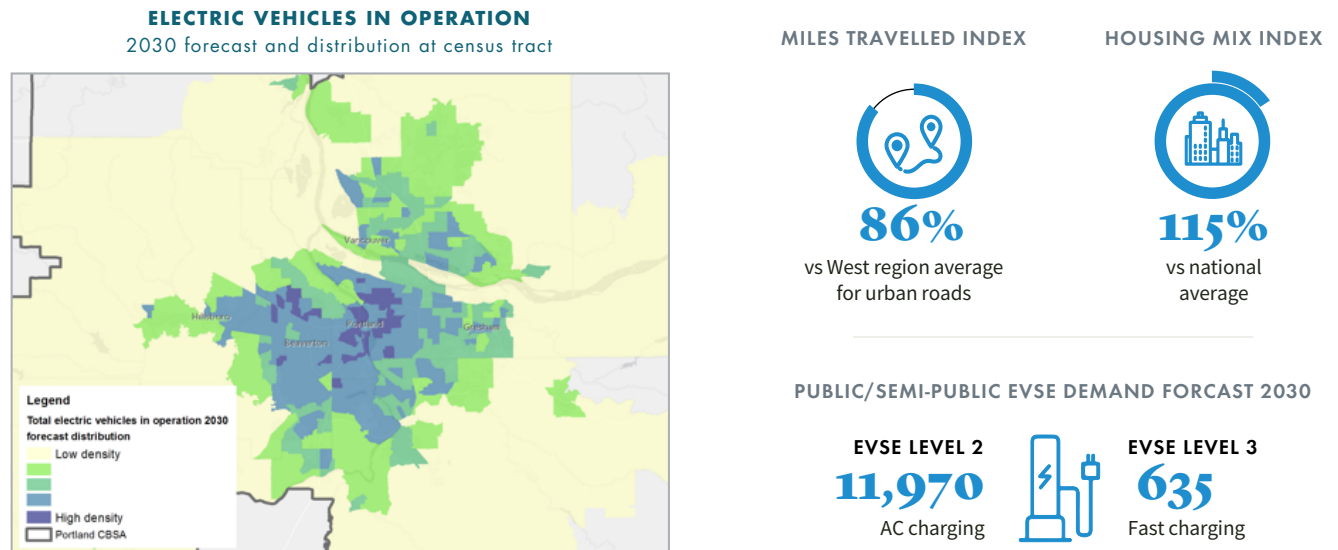 ELECTRIC VEHICLES IN OPERATION
2030 forecast and distribution at census tract
Vancouver
Hillsboro
Portland
Gresham
Beaverton
Legend
Total electric vehicles in operation 2030
forecast distribution
Low density
High density
Portland CBSA
MILES TRAVELLED INDEX
86%
vs West region average
for urban roads
HOUSING MIX INDEX
115%
vs national
average
PUBLIC/SEMI-PUBLIC EVSE DEMAND FORCAST 2030
EVSE LEVEL 2
11,970
AC charging
EVSE LEVEL 3
635
Fast charging